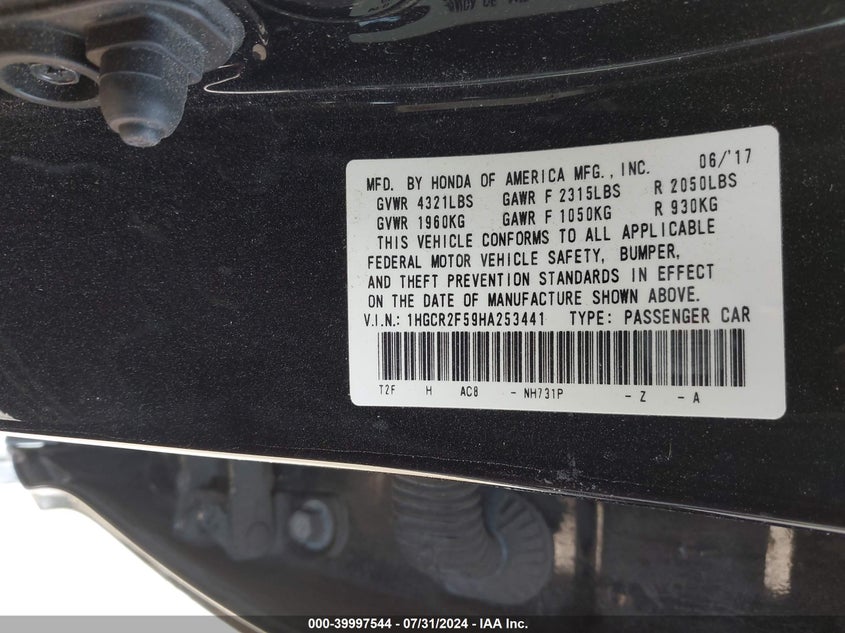 MFD. BY HONDA OF AMERICA MFG., INC. 06/'17
GVWR 4321LBS GAWR F 2315LBS R 2050LBS
GVWR 1960KG GAWR F 1050KG R 930KG
THIS VEHICLE CONFORMS TO ALL APPLICABLE
FEDERAL MOTOR VEHICLE SAFETY, BUMPER,
AND THEFT PREVENTION STANDARDS IN EFFECT
ON THE DATE OF MANUFACTURE SHOWN ABOVE.
V.I.N.: 1HGCR2F59HA253441 TYPE: PASSENGER CAR
T2F H AC8 - NH731P - Z - A
000-39997544 / 07/31/2024 - IAA Inc.